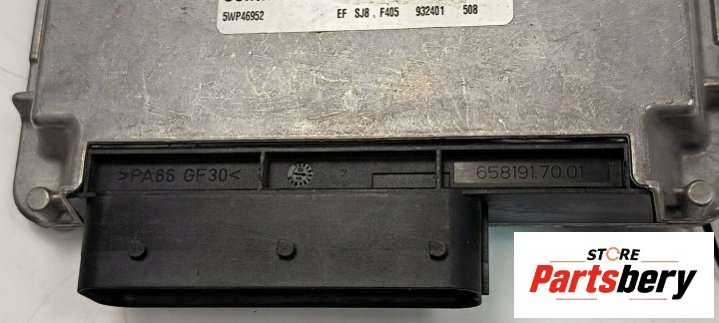 5WP46952 EF SJ8. F405 932401 508
>PA66 GF30< 658191.70.01
STORE
Partsbery